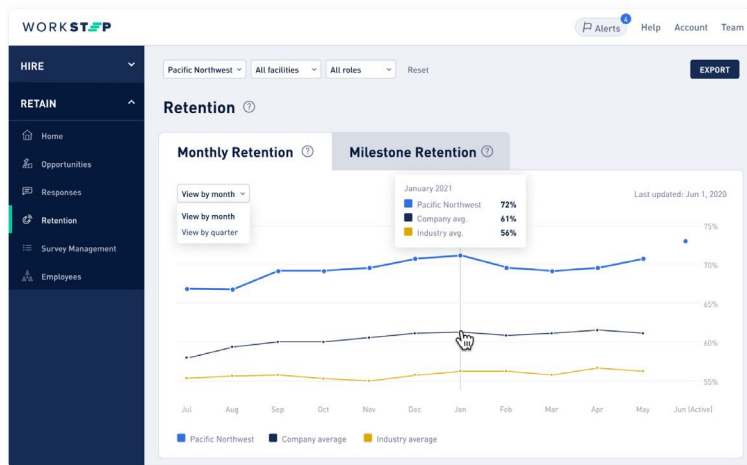 WORKSTEP
Alerts 4 Help Account Team
HIRE
RETAIN
Home
Opportunities
Responses
Retention
Survey Management
Employees
Pacific Northwest All facilities All roles Reset EXPORT
Retention ?
Monthly Retention ? Milestone Retention ?
View by month
View by month
View by quarter
January 2021
Pacific Northwest 72%
Company avg. 61%
Industry avg. 56%
Last updated: Jun 1, 2020
75%
70%
65%
60%
55%
Jul Aug Sep Oct Nov Dec Jan Feb Mar Apr May Jun (Active)
Pacific Northwest Company average Industry average